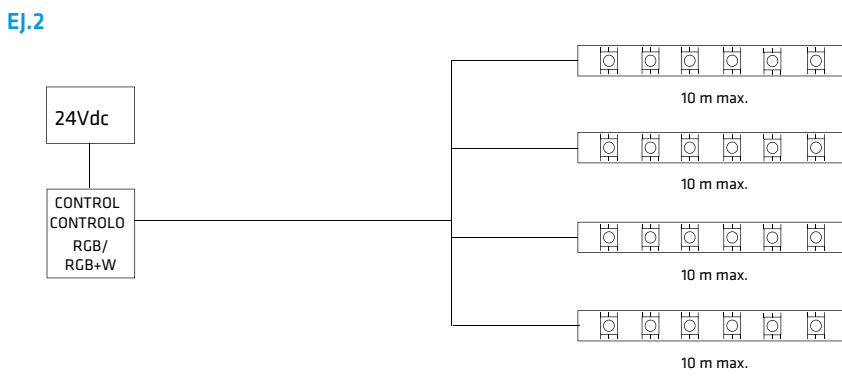 EJ.2
24Vdc
CONTROL
CONTROLO
RGB/
RGB+W
10 m max.
10 m max.
10 m max.
10 m max.